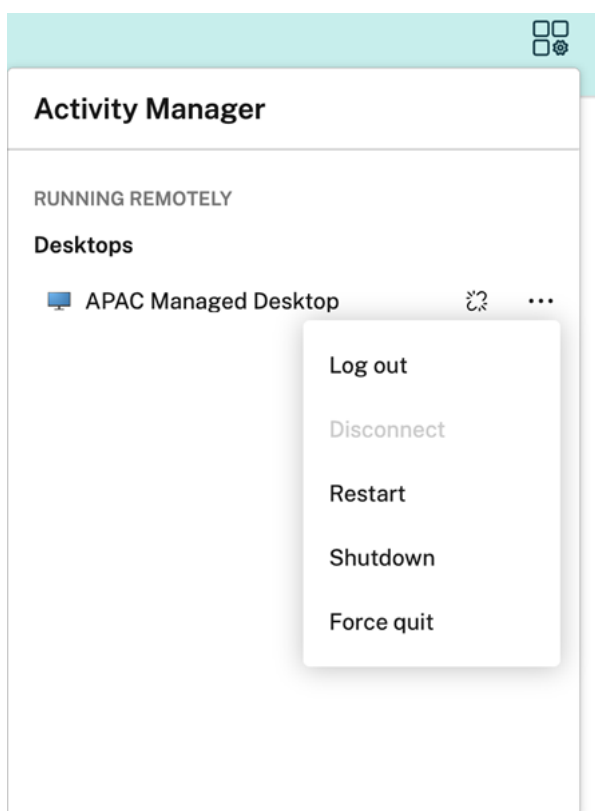 Activity Manager
RUNNING REMOTELY
Desktops
APAC Managed Desktop
Log out
Disconnect
Restart
Shutdown
Force quit